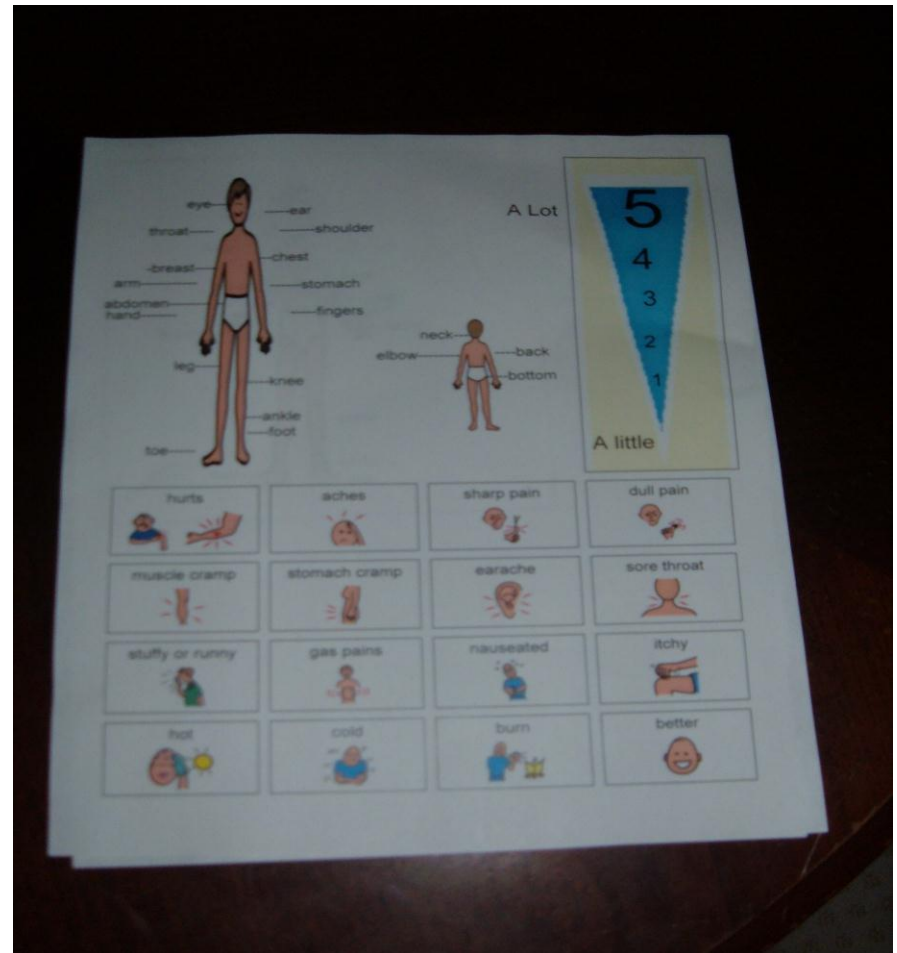 eye
ear
throat
shoulder
chest
breast
arm
stomach
abdomen
hand
fingers
leg
knee
ankle
foot
toe
neck
elbow
back
bottom
A Lot
5
4
3
2
1
A little
hurts
aches
sharp pain
dull pain
muscle cramp
stomach cramp
earache
sore throat
stuffy or runny
gas pains
nauseated
itchy
hot
cold
burn
better